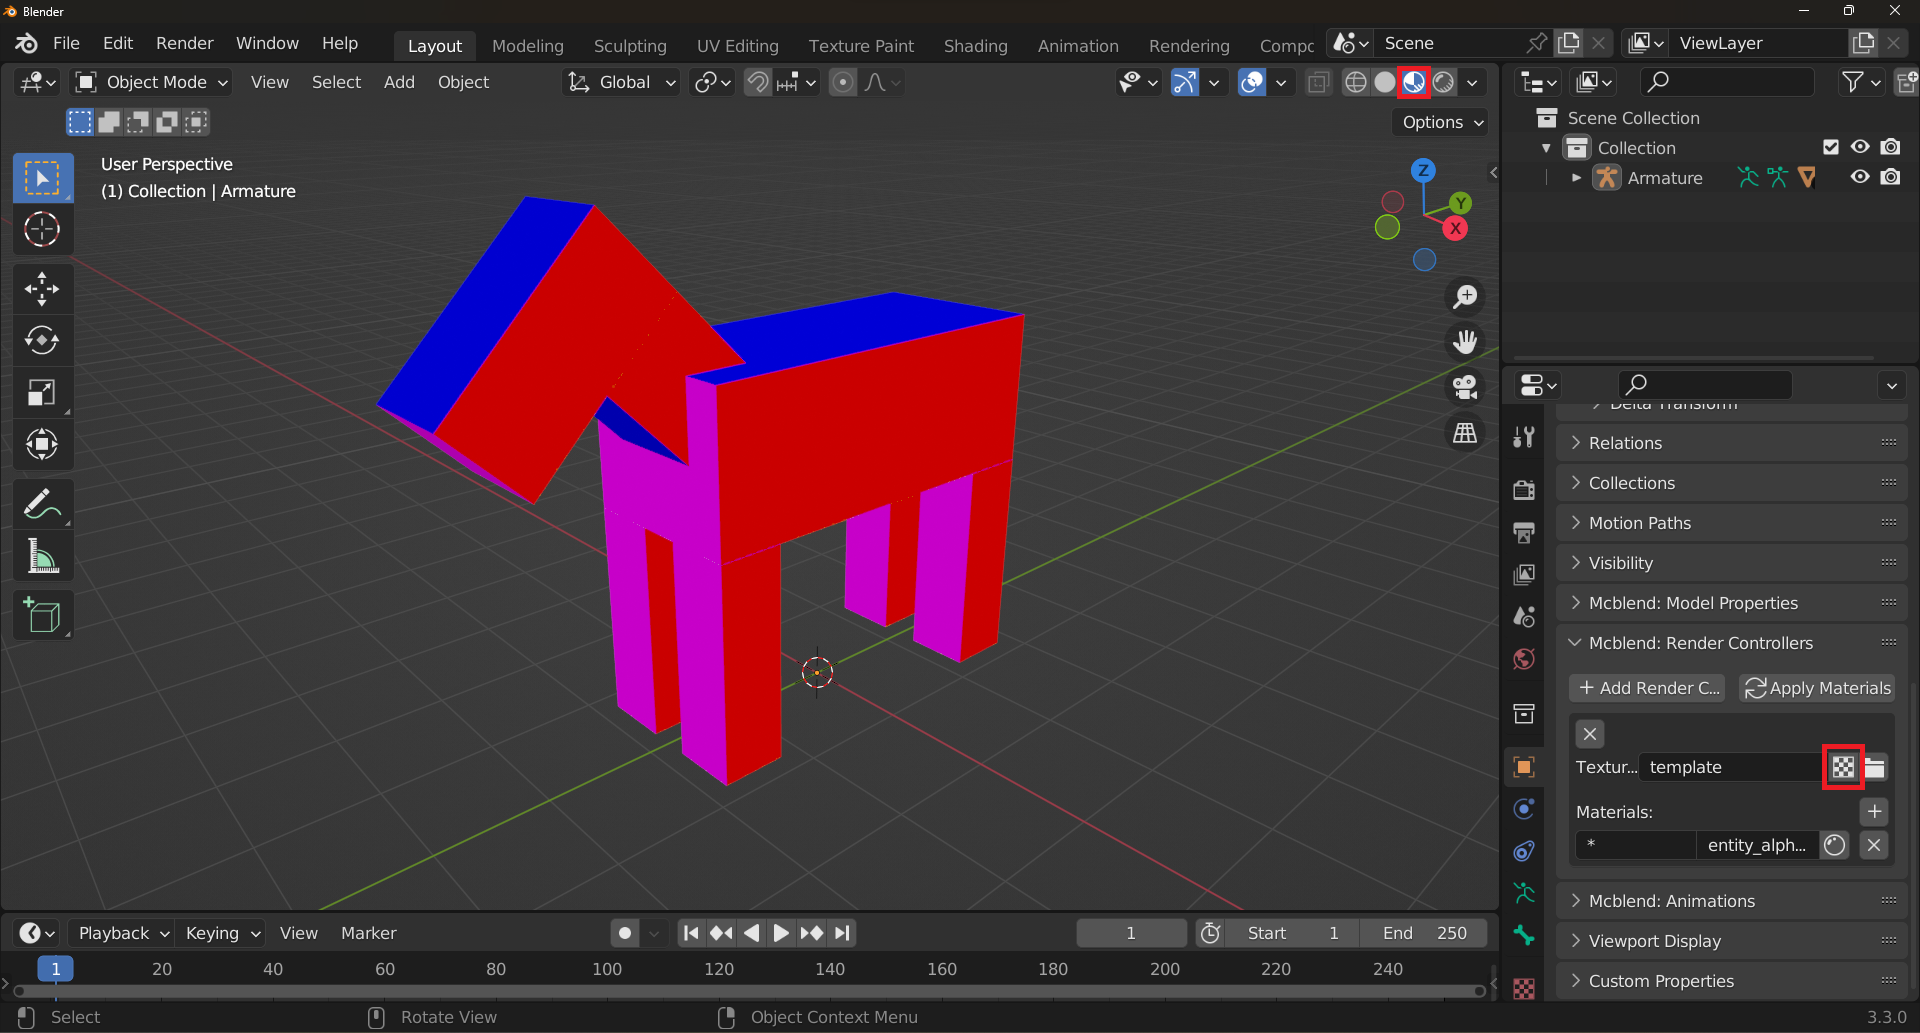 Blender
File Edit Render Window Help Layout Modeling Sculpting UV Editing Texture Paint Shading Animation Rendering Compo Scene ViewLayer
Object Mode View Select Add Object Global
Options
User Perspective
(1) Collection | Armature
Z
Y
X
Scene Collection
Collection
Armature
Delta Transform
Relations
Collections
Motion Paths
Visibility
Mcblend: Model Properties
Mcblend: Render Controllers
Add Render C... Apply Materials
Textur... template
Materials:
* entity_alph...
Mcblend: Animations
Viewport Display
Custom Properties
Playback Keying View Marker 1 Start 1 End 250
1 20 40 60 80 100 120 140 160 180 200 220 240
Select Rotate View Object Context Menu 3.3.0